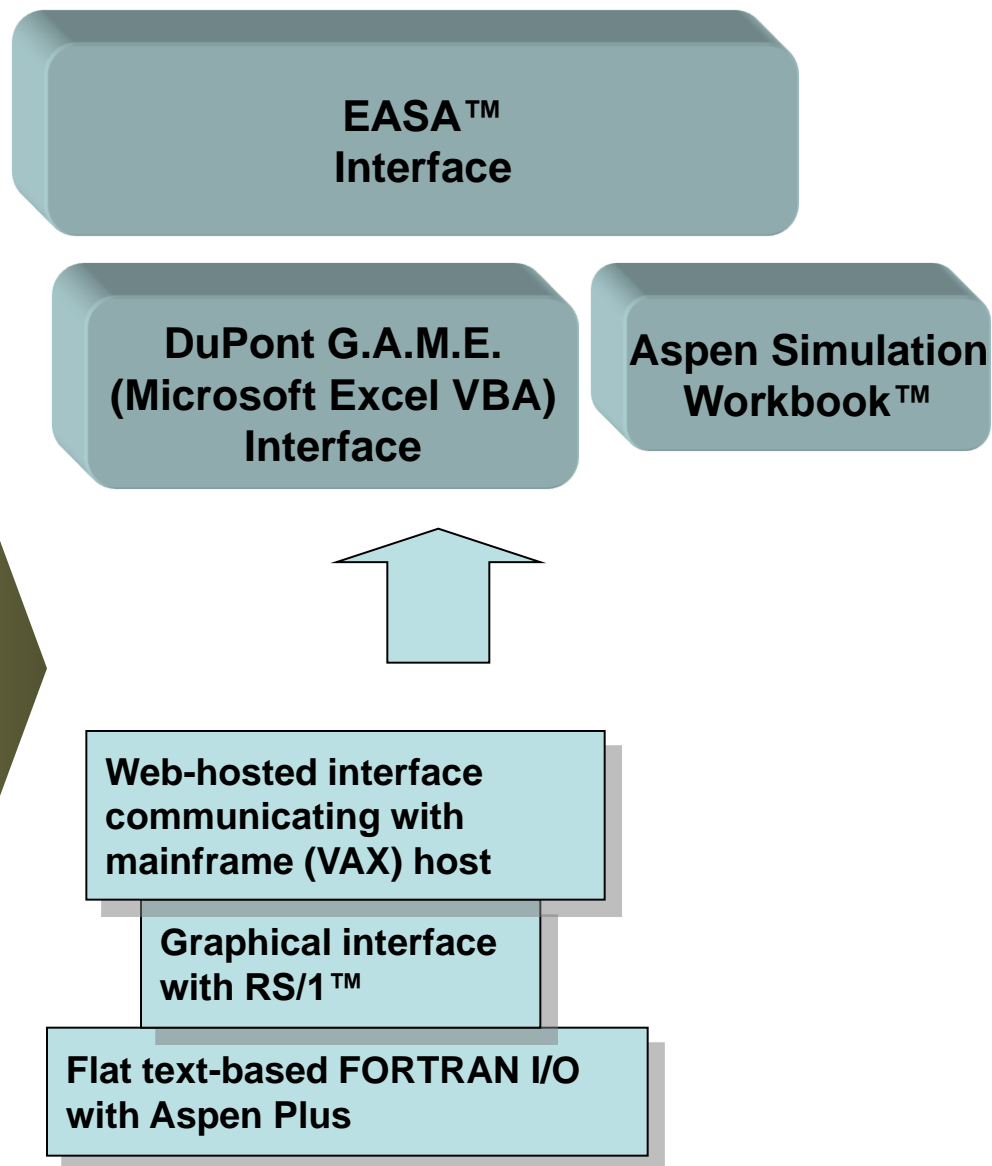 EASA™
Interface
DuPont G.A.M.E.
(Microsoft Excel VBA)
Interface
Aspen Simulation
Workbook™
Web-hosted interface
communicating with
mainframe (VAX) host
Graphical interface
with RS/1™
Flat text-based FORTRAN I/O
with Aspen Plus